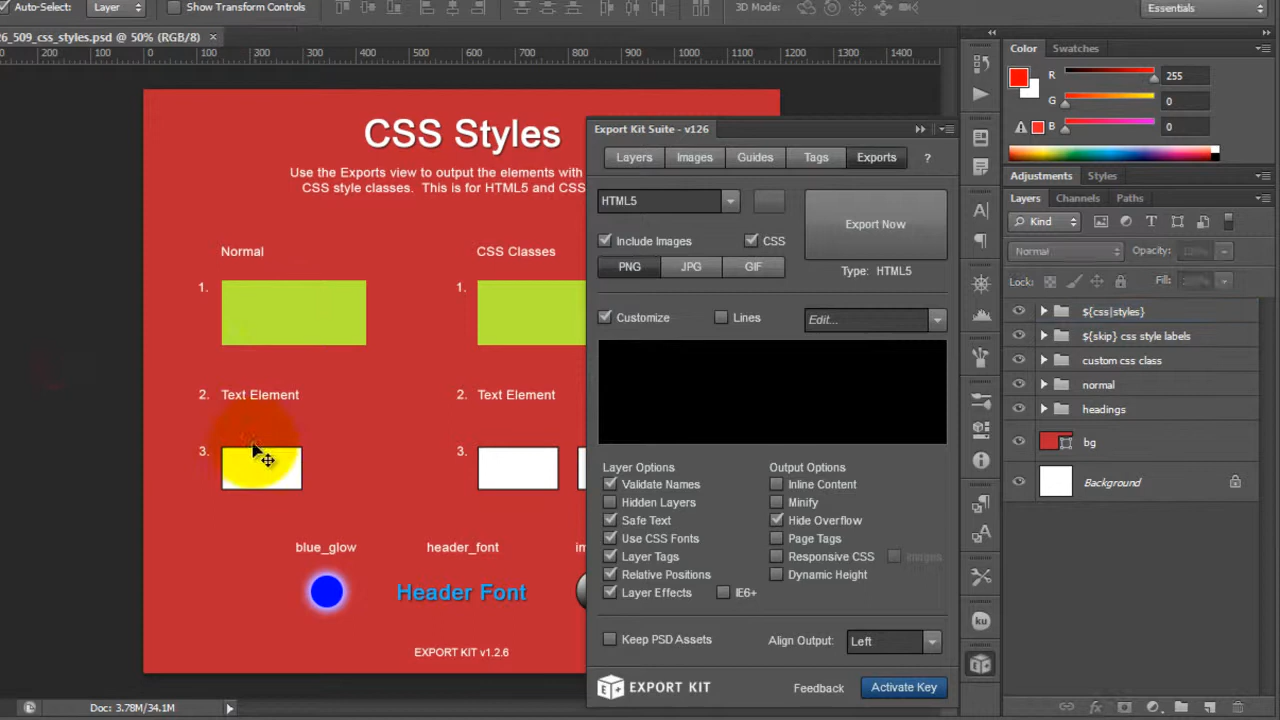 Auto-Select: Layer Show Transform Controls 3D Mode: Essentials
26_509_css_styles.psd @ 50% (RGB/8) ×
100 200 300 400 500 600 700 800 900 1000 1100 1200 1300 1400
Color Swatches
R 255
G 0
B 0
Adjustments Styles
Layers Channels Paths
Kind
Normal Opacity:
Lock: Fill:
${css|styles}
${skip} css style labels
custom css class
normal
headings
bg
Background
CSS Styles
Use the Exports view to output the elements with
CSS style classes. This is for HTML5 and CSS
Normal CSS Classes
1. 1.
2. Text Element 2. Text Element
3. 3.
blue_glow header_font im
Header Font
EXPORT KIT v1.2.6
Export Kit Suite - v126
Layers Images Guides Tags Exports ?
HTML5 Export Now
Include Images CSS
PNG JPG GIF Type: HTML5
Customize Lines Edit...
Layer Options Output Options
Validate Names Inline Content
Hidden Layers Minify
Safe Text Hide Overflow
Use CSS Fonts Page Tags
Layer Tags Responsive CSS Images
Relative Positions Dynamic Height
Layer Effects IE6+
Keep PSD Assets Align Output: Left
EXPORT KIT Feedback Activate Key
ku
Doc: 3.78M/34.1M